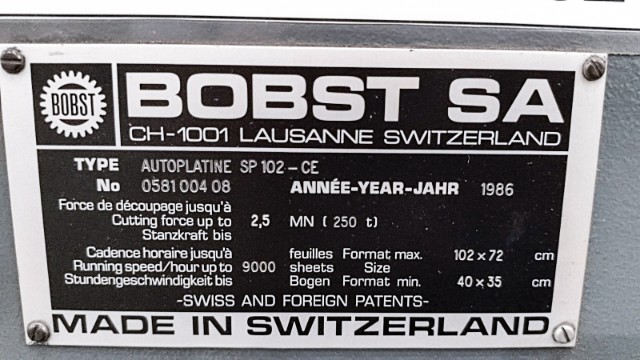 BOBST
BOBST SA
CH-1001 LAUSANNE SWITZERLAND
TYPE AUTOPLATINE SP 102-CE
No 0581 004 08 ANNÉE-YEAR-JAHR 1986
Force de découpage jusqu'à
Cutting force up to 2,5 MN ( 250 t)
Stanzkraft bis
Cadence horaire jusqu'à feuilles Format max. 102 x 72 cm
Running speed/hour up to 9000 sheets Size
Stundengeschwindigkeit bis Bogen Format min. 40 x 35 cm
-SWISS AND FOREIGN PATENTS-
MADE IN SWITZERLAND